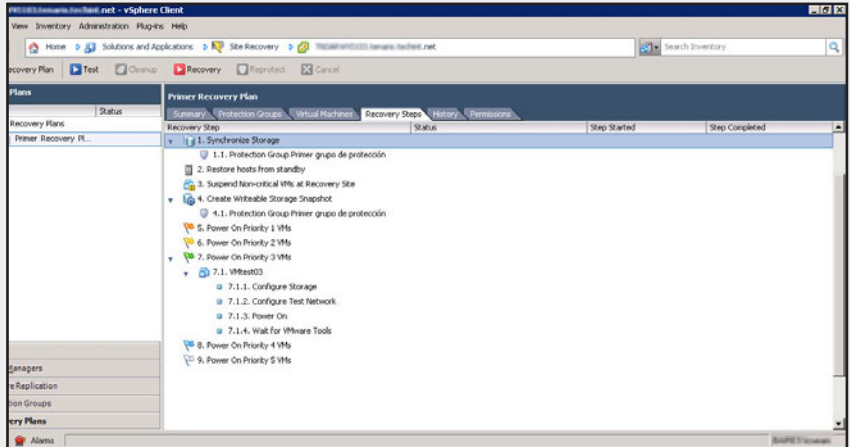 .net - vSphere Client
View Inventory Administration Plug-ins Help
Home Solutions and Applications Site Recovery .net Search Inventory
ecovery Plan Test Cleanup Recovery Reprotect Cancel
Plans
Status
Recovery Plans
Primer Recovery Pl...
Managers
e Replication
tion Groups
ery Plans
Primer Recovery Plan
Summary Protection Groups Virtual Machines Recovery Steps History Permissions
Recovery Step Status Step Started Step Completed
1. Synchronize Storage
1.1. Protection Group Primer grupo de protección
2. Restore hosts from standby
3. Suspend Non-critical VMs at Recovery Site
4. Create Writeable Storage Snapshot
4.1. Protection Group Primer grupo de protección
5. Power On Priority 1 VMs
6. Power On Priority 2 VMs
7. Power On Priority 3 VMs
7.1. VMtest03
7.1.1. Configure Storage
7.1.2. Configure Test Network
7.1.3. Power On
7.1.4. Wait for VMware Tools
8. Power On Priority 4 VMs
9. Power On Priority 5 VMs
Alarms